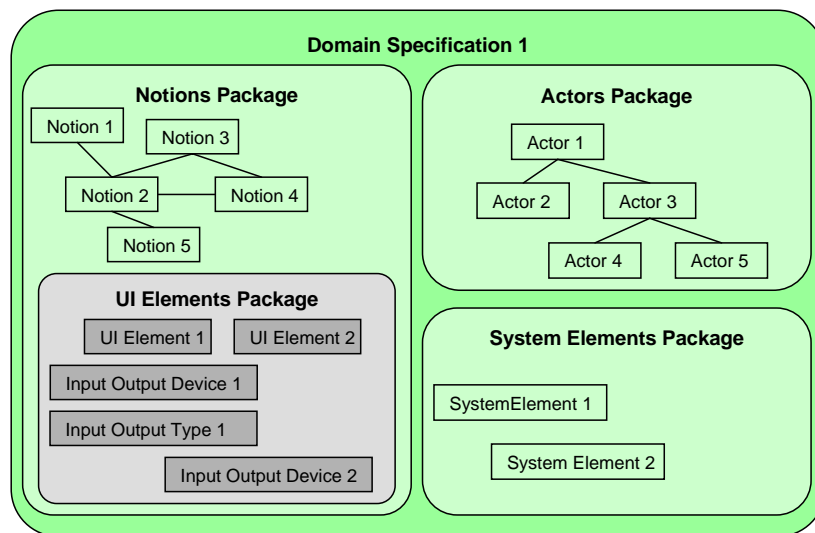 Domain Specification 1
Notions Package
Notion 1
Notion 3
Notion 2
Notion 4
Notion 5
UI Elements Package
UI Element 1
UI Element 2
Input Output Device 1
Input Output Type 1
Input Output Device 2
Actors Package
Actor 1
Actor 2
Actor 3
Actor 4
Actor 5
System Elements Package
SystemElement 1
System Element 2